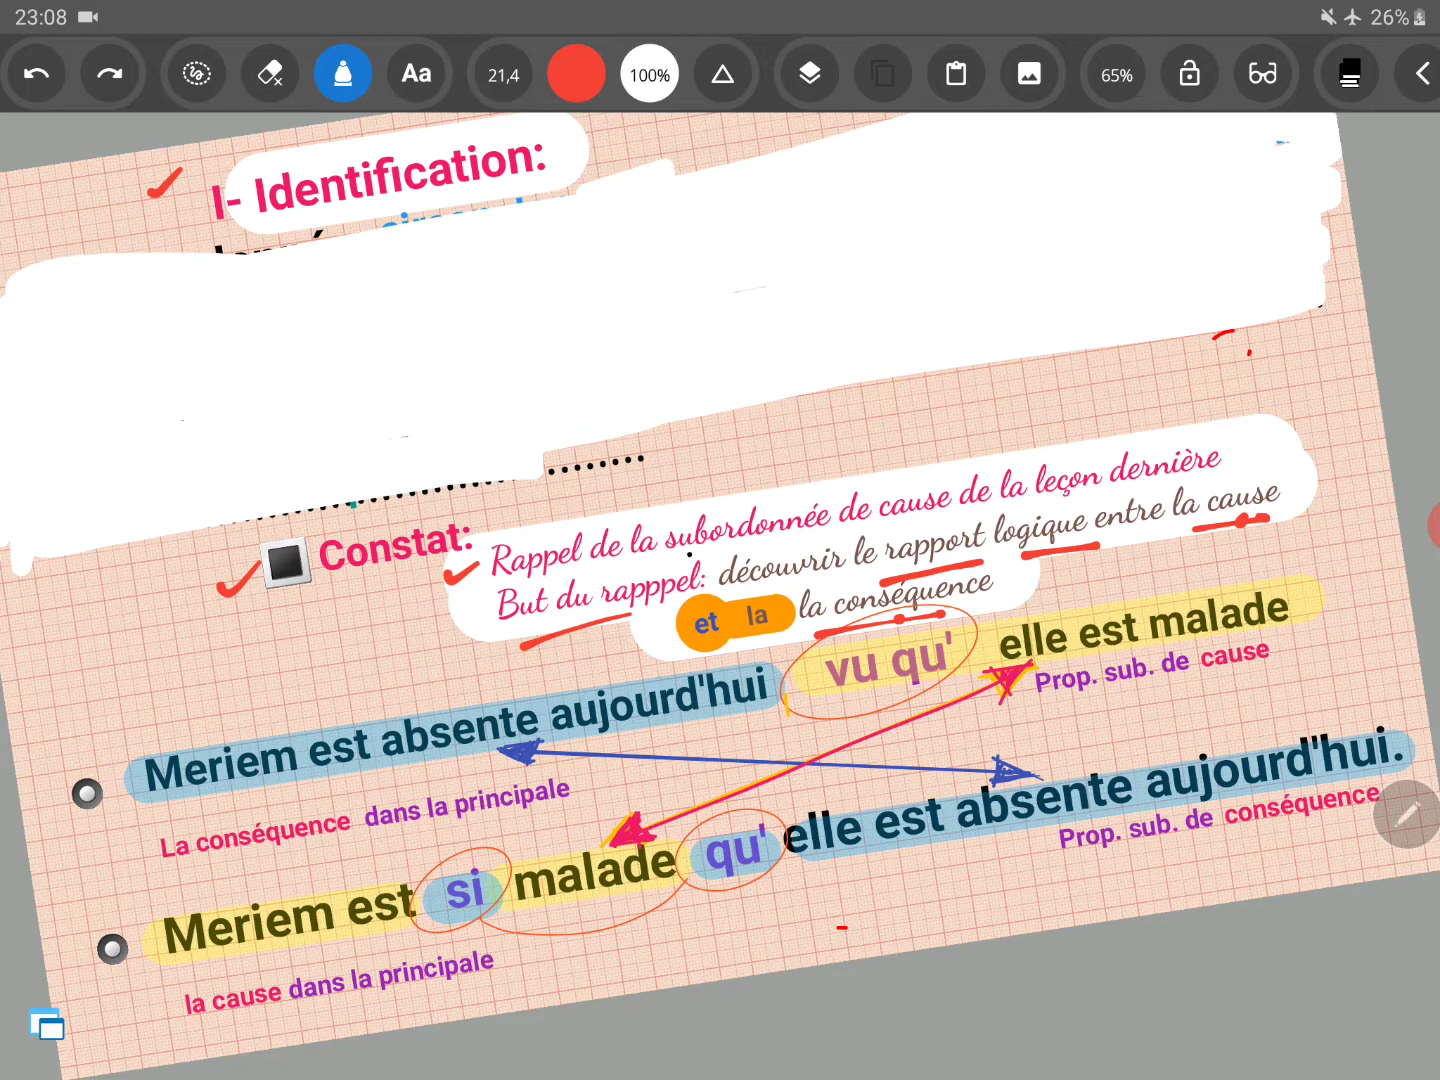 23:08
26%
Aa
21,4
100%
65%
I- Identification:
Constat:
Rappel de la subordonnée de cause de la leçon dernière
But du rapppel: découvrir le rapport logique entre la cause
et la la conséquence
Meriem est absente aujourd'hui vu qu' elle est malade
Prop. sub. de cause
La conséquence dans la principale
Meriem est si malade qu' elle est absente aujourd'hui.
Prop. sub. de conséquence
la cause dans la principale